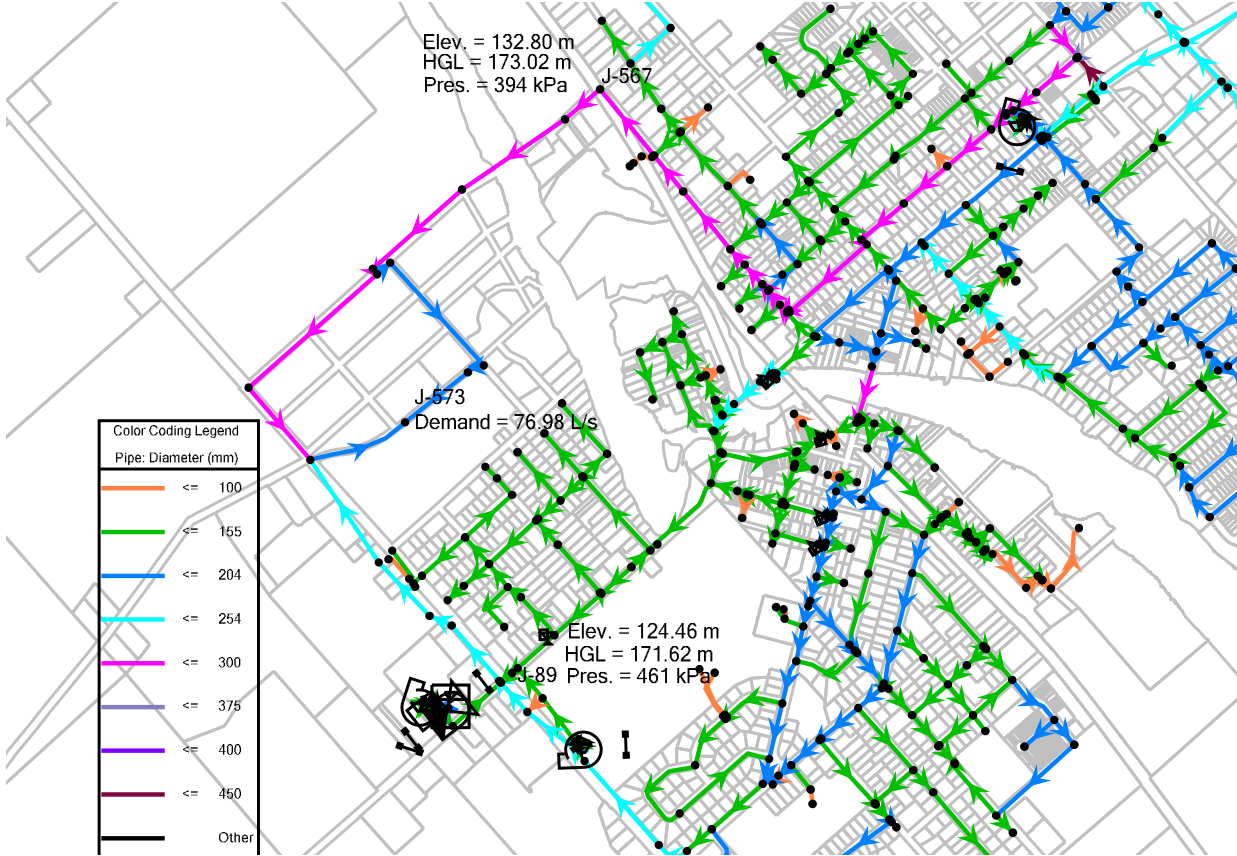 Elev. = 132.80 m
HGL = 173.02 m
Pres. = 394 kPa
J-567
J-573
Demand = 76.98 L/s
Color Coding Legend
Pipe: Diameter (mm)
<= 100
<= 155
<= 204
<= 254
<= 300
<= 375
<= 400
<= 450
Other
Elev. = 124.46 m
HGL = 171.62 m
Pres. = 461 kPa
J-89